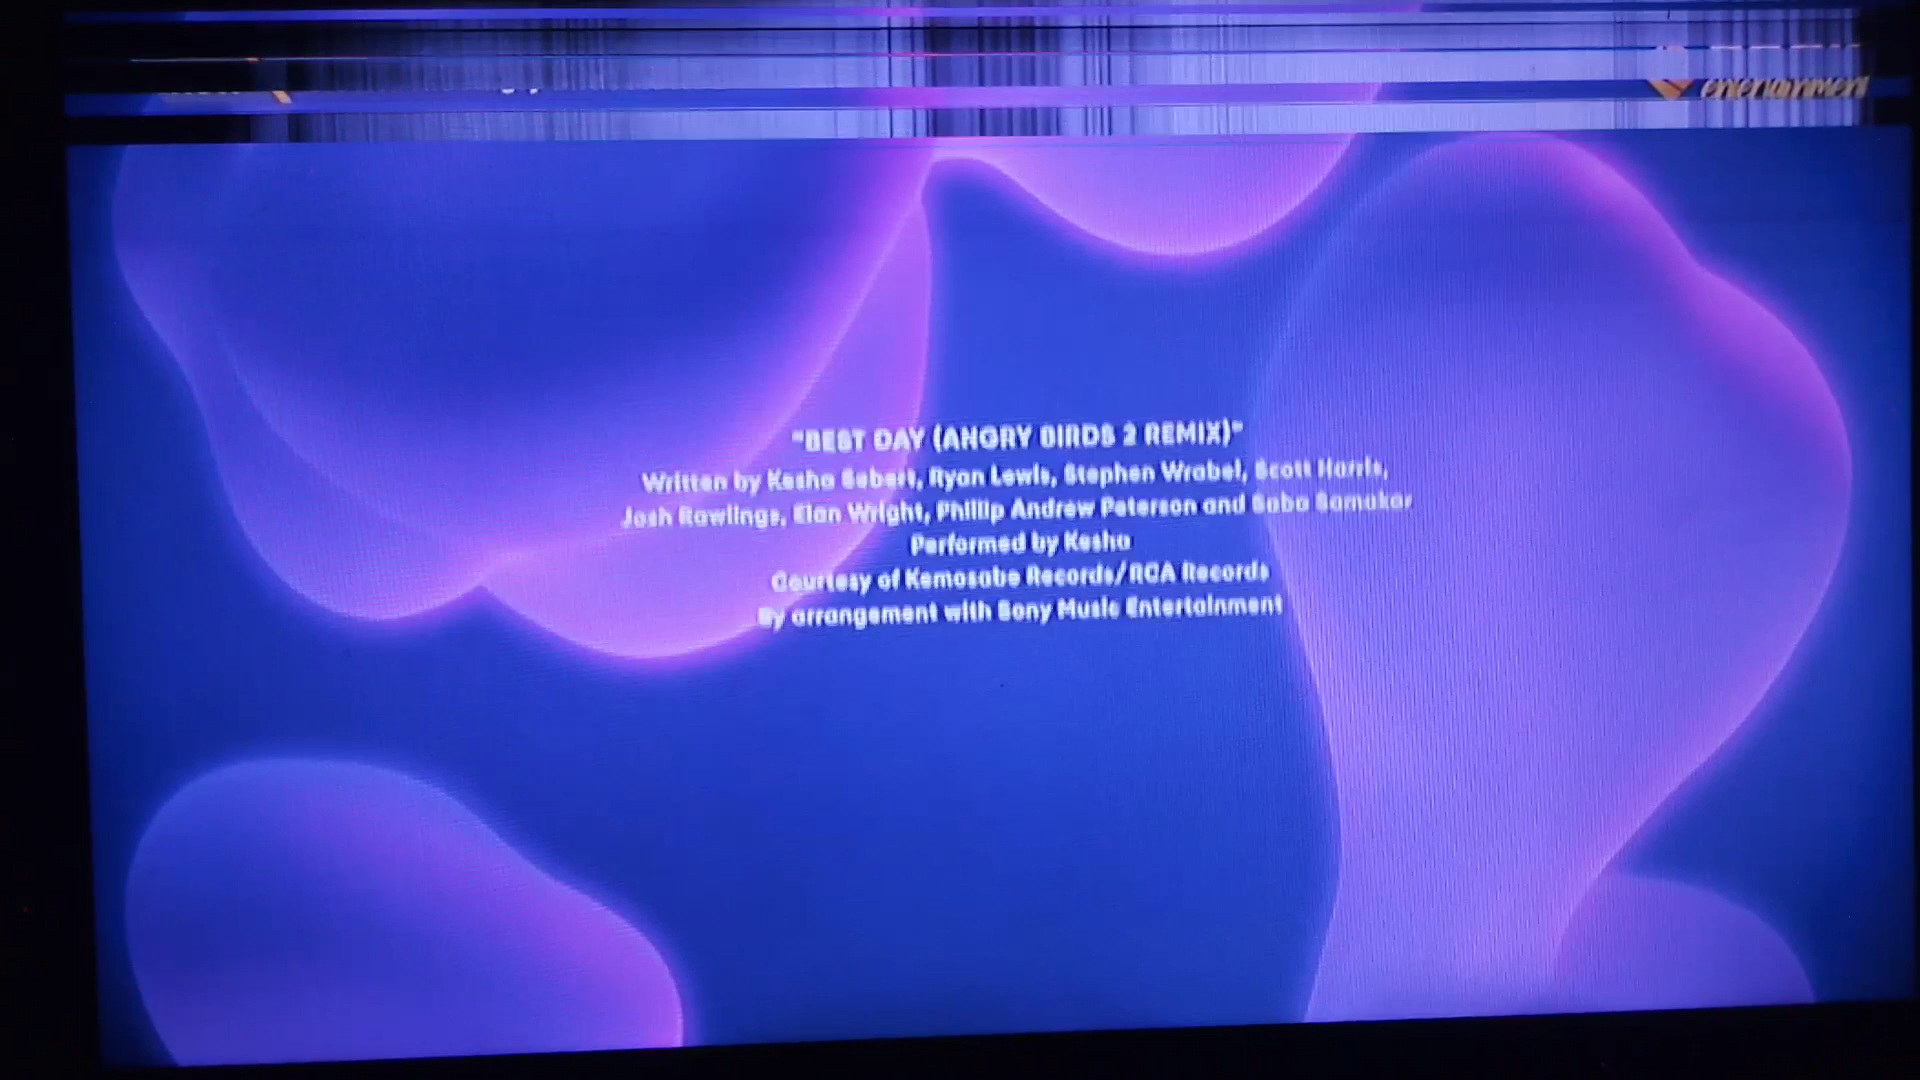 entertainment
"BEST DAY (ANGRY BIRDS 2 REMIX)"
Written by Kesha Sebert, Ryan Lewis, Stephen Wrabel, Scott Harris,
Josh Rawlings, Elan Wright, Phillip Andrew Peterson and Saba Samakar
Performed by Kesha
Courtesy of Kemosabe Records/RCA Records
By arrangement with Sony Music Entertainment